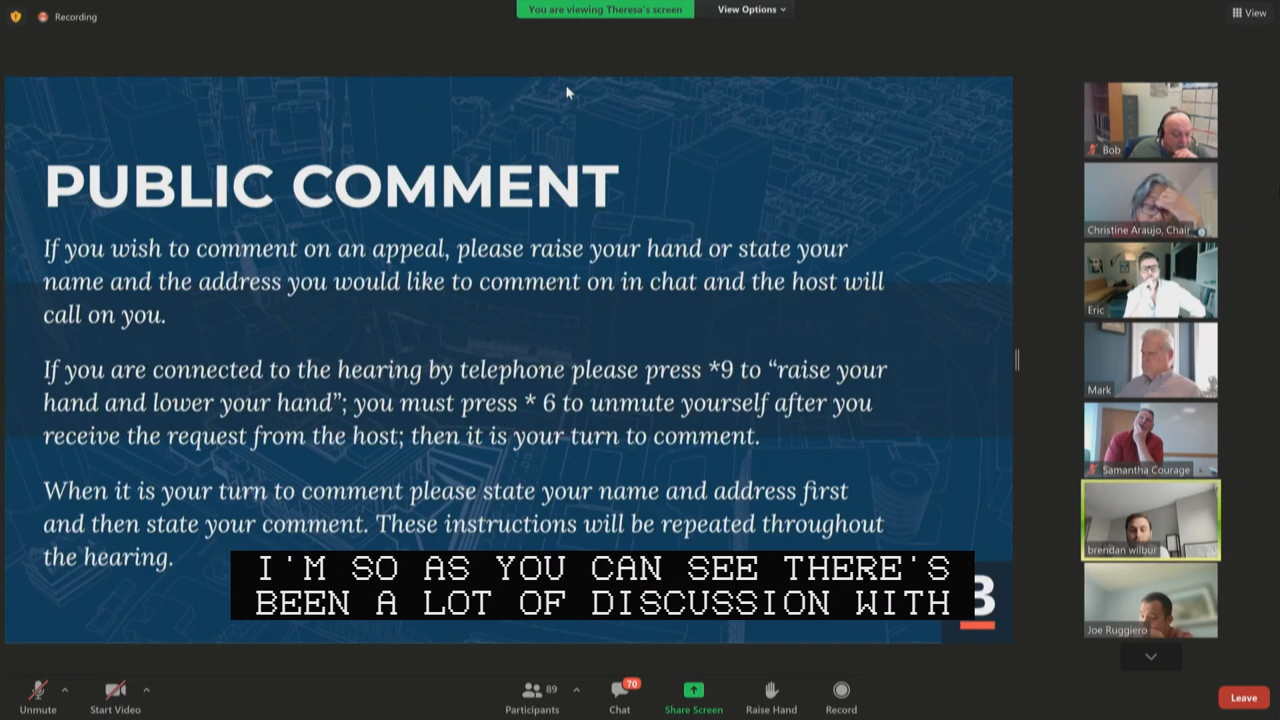 Recording
You are viewing Theresa's screen
View Options
View
PUBLIC COMMENT
If you wish to comment on an appeal, please raise your hand or state your
name and the address you would like to comment on in chat and the host will
call on you.
If you are connected to the hearing by telephone please press *9 to “raise your
hand and lower your hand”; you must press * 6 to unmute yourself after you
receive the request from the host; then it is your turn to comment.
When it is your turn to comment please state your name and address first
and then state your comment. These instructions will be repeated throughout
the hearing.
I'M SO AS YOU CAN SEE THERE'S
BEEN A LOT OF DISCUSSION WITH
B
Bob
Christine Araujo, Chair
Eric
Mark
Samantha Courage
brendan wilbur
Joe Ruggiero
Unmute
Start Video
89
Participants
70
Chat
Share Screen
Raise Hand
Record
Leave